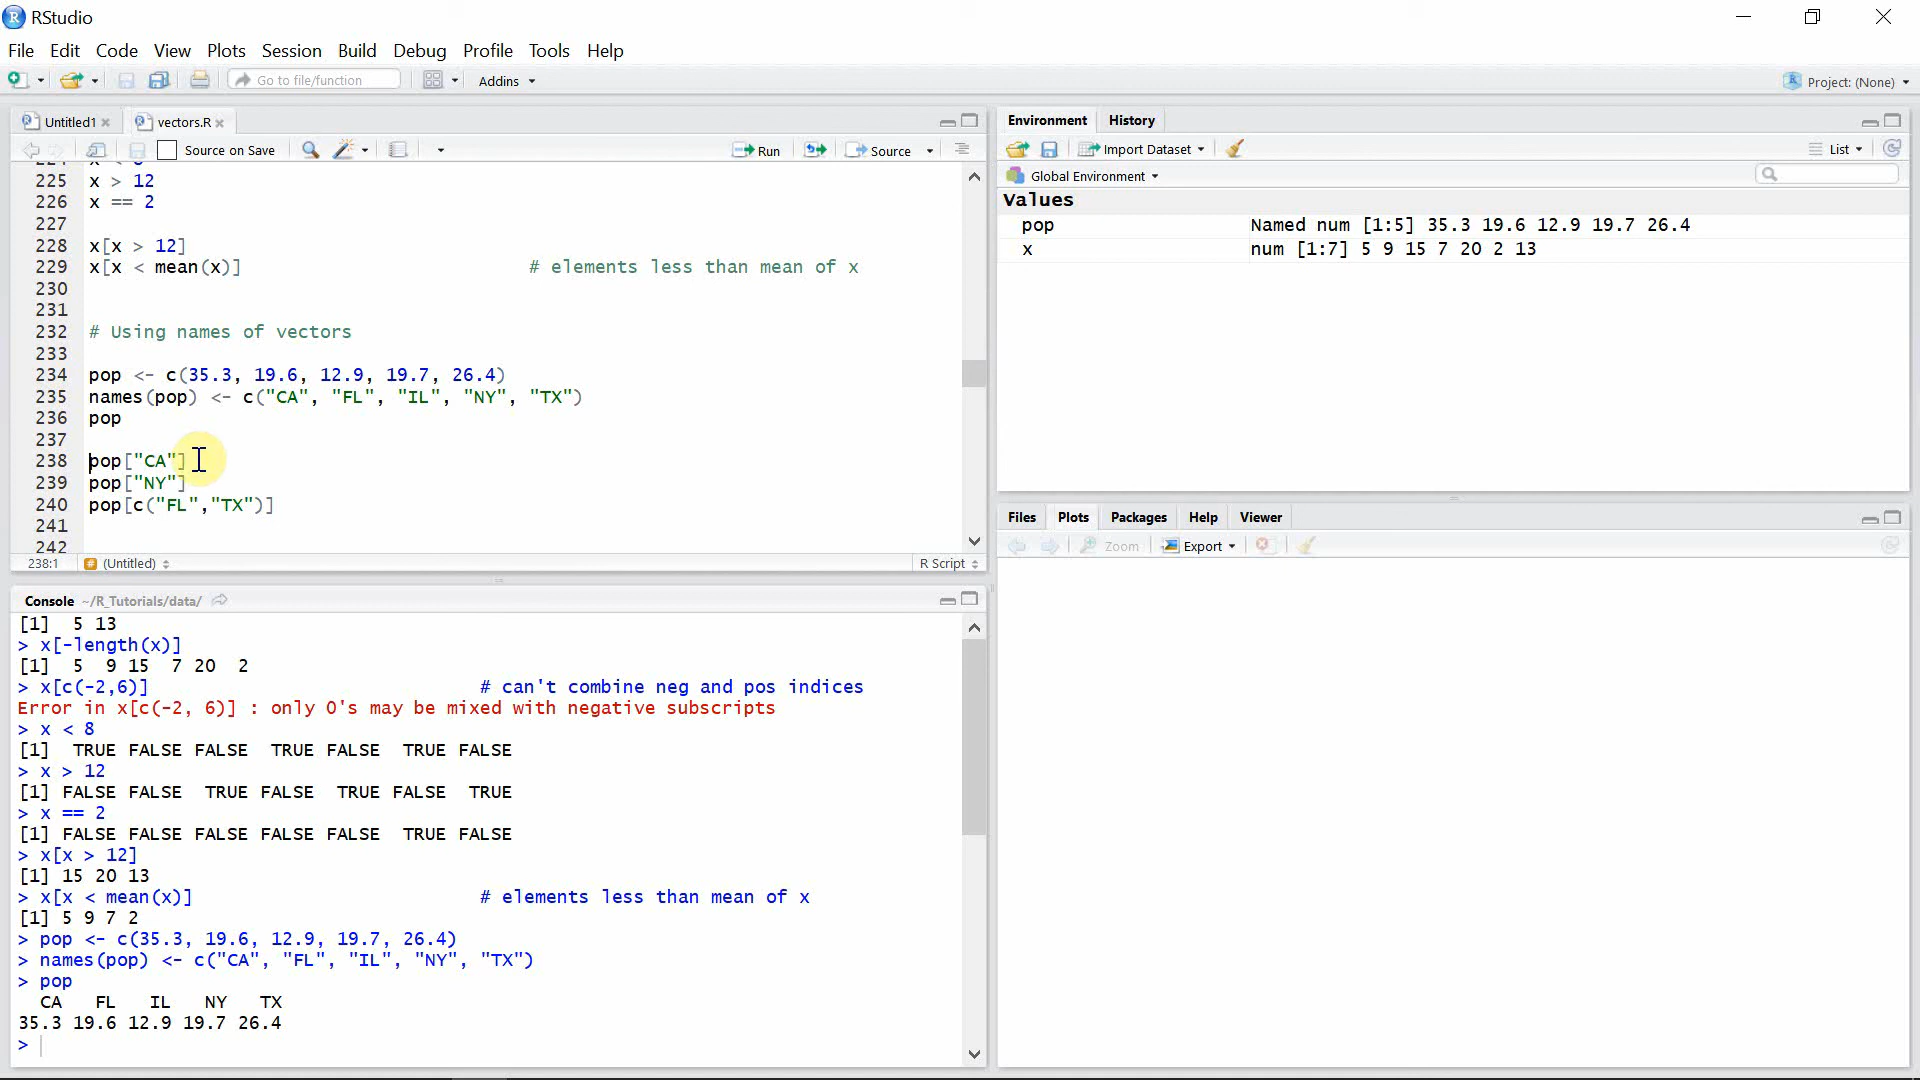 RStudio
File Edit Code View Plots Session Build Debug Profile Tools Help
Go to file/function Addins Project: (None)
Untitled1 vectors.R
Source on Save Run Source
225 x > 12
226 x == 2
227
228 x[x > 12]
229 x[x < mean(x)] # elements less than mean of x
230
231
232 # Using names of vectors
233
234 pop <- c(35.3, 19.6, 12.9, 19.7, 26.4)
235 names(pop) <- c("CA", "FL", "IL", "NY", "TX")
236 pop
237
238 pop["CA"]
239 pop["NY"]
240 pop[c("FL","TX")]
241
242
238:1 (Untitled) R Script
Console ~/R_Tutorials/data/
[1] 5 13
> x[-length(x)]
[1] 5 9 15 7 20 2
> x[c(-2,6)] # can't combine neg and pos indices
Error in x[c(-2, 6)] : only 0's may be mixed with negative subscripts
> x < 8
[1] TRUE FALSE FALSE TRUE FALSE TRUE FALSE
> x > 12
[1] FALSE FALSE TRUE FALSE TRUE FALSE TRUE
> x == 2
[1] FALSE FALSE FALSE FALSE FALSE TRUE FALSE
> x[x > 12]
[1] 15 20 13
> x[x < mean(x)] # elements less than mean of x
[1] 5 9 7 2
> pop <- c(35.3, 19.6, 12.9, 19.7, 26.4)
> names(pop) <- c("CA", "FL", "IL", "NY", "TX")
> pop
CA FL IL NY TX
35.3 19.6 12.9 19.7 26.4
>
Environment History
Import Dataset List
Global Environment
Values
pop Named num [1:5] 35.3 19.6 12.9 19.7 26.4
x num [1:7] 5 9 15 7 20 2 13
Files Plots Packages Help Viewer
Zoom Export